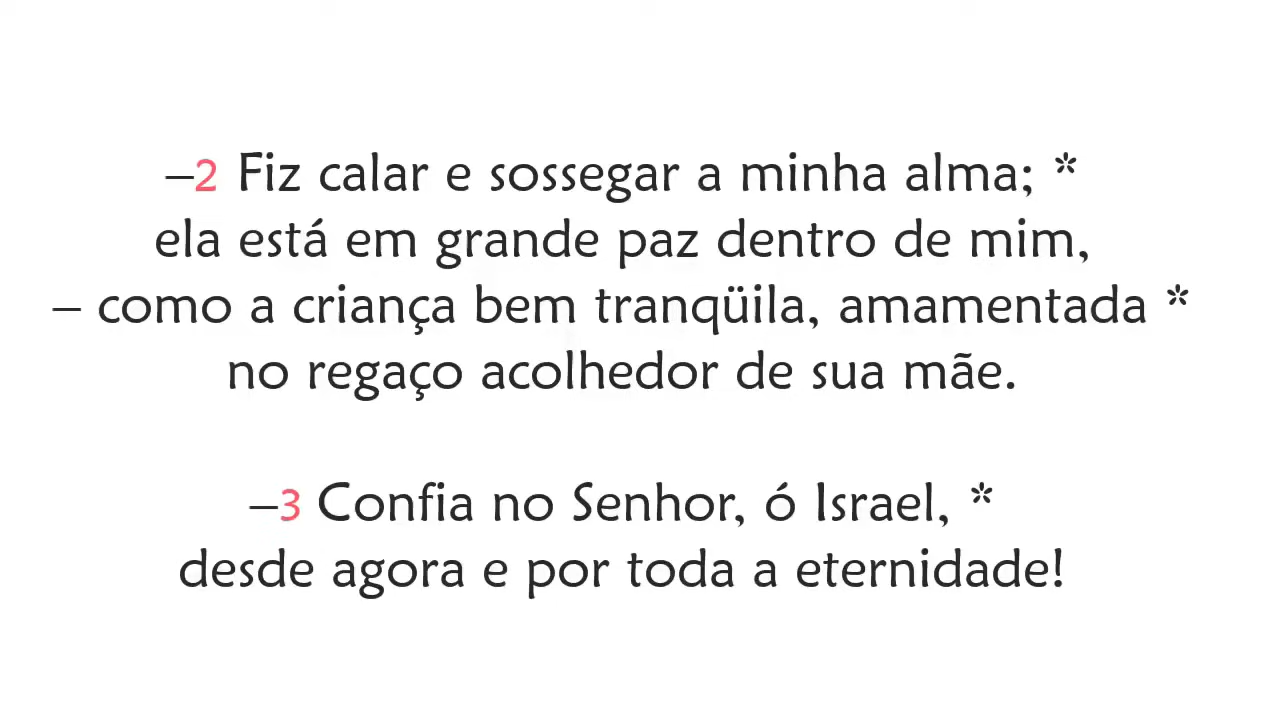 –2 Fiz calar e sossegar a minha alma; *
ela está em grande paz dentro de mim,
– como a criança bem tranqüila, amamentada *
no regaço acolhedor de sua mãe.
–3 Confia no Senhor, ó Israel, *
desde agora e por toda a eternidade!